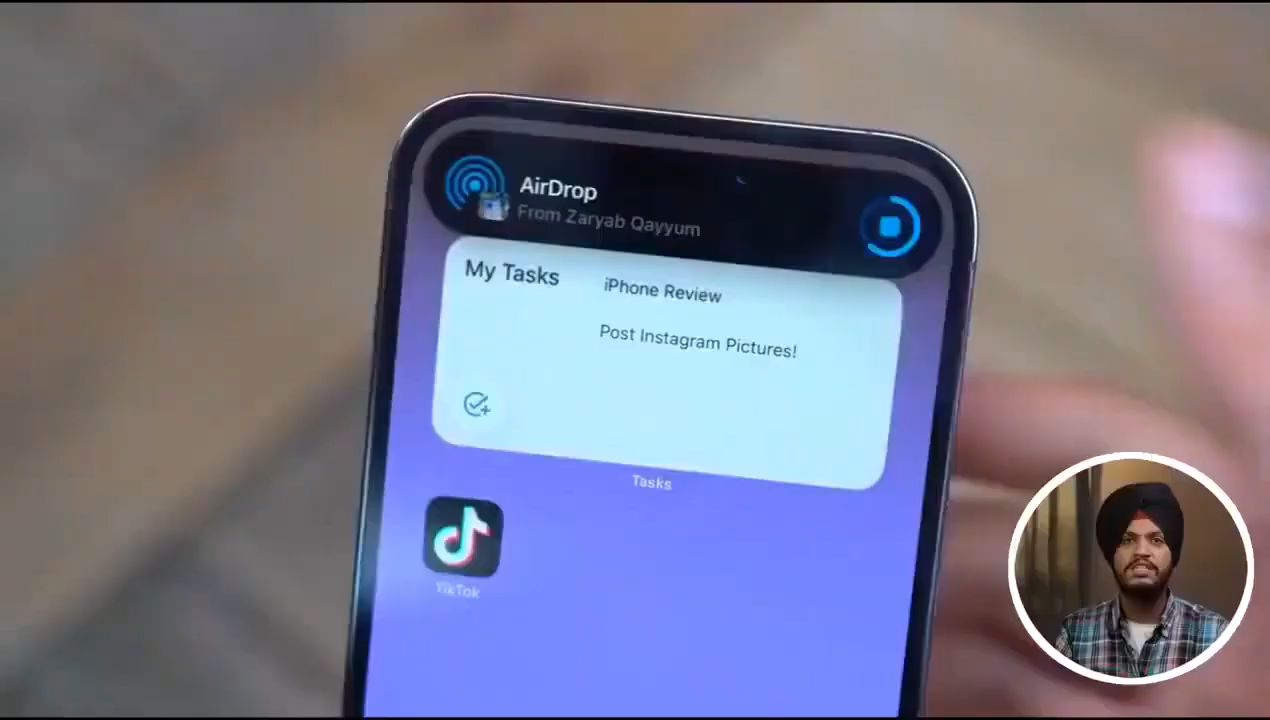 AirDrop
From Zaryab Qayyum
My Tasks
iPhone Review
Post Instagram Pictures!
Tasks
TikTok